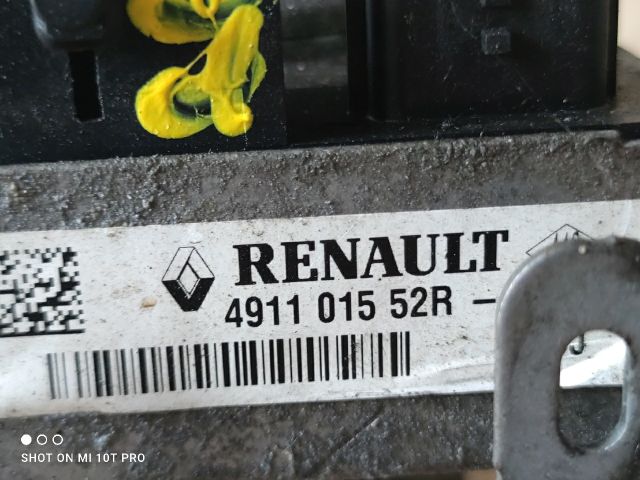 RENAULT
4911 015 52R -
SHOT ON MI 10T PRO